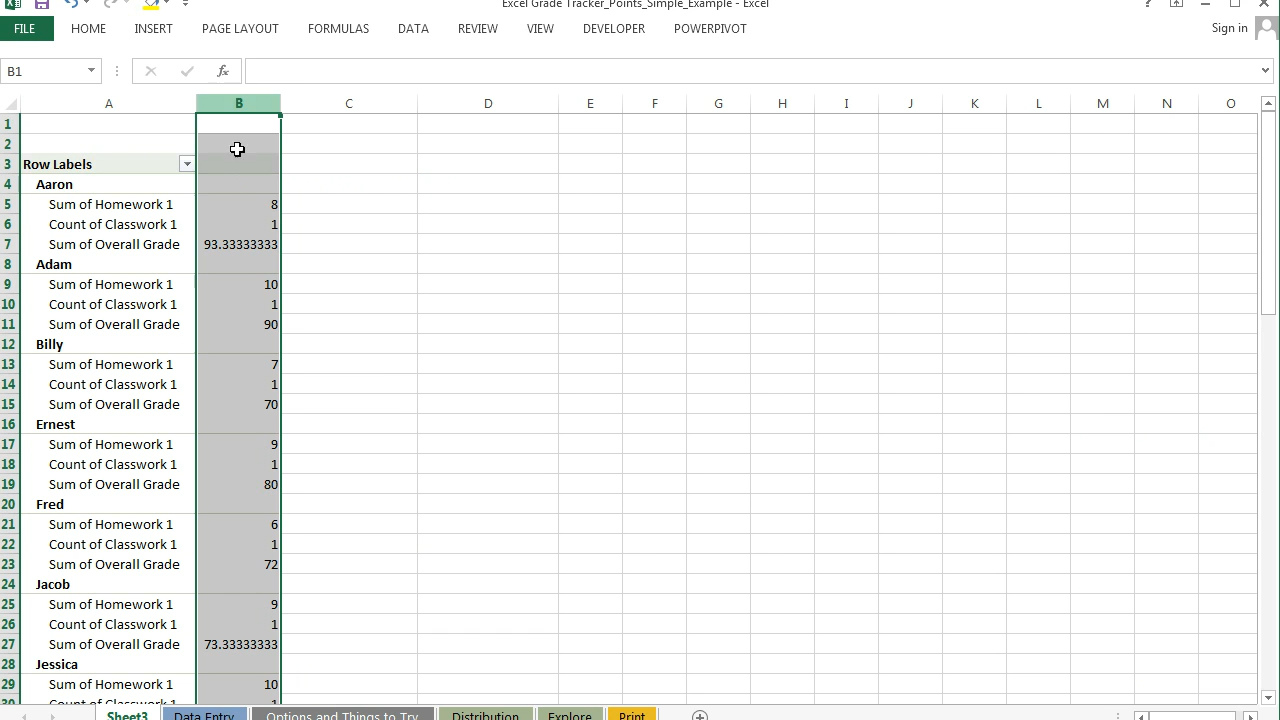 Excel Grade Tracker_Points_Simple_Example - Excel
FILE HOME INSERT PAGE LAYOUT FORMULAS DATA REVIEW VIEW DEVELOPER POWERPIVOT Sign in
B1 fx
A B C D E F G H I J K L M N O
1
2
3 Row Labels
4 Aaron
5 Sum of Homework 1 8
6 Count of Classwork 1 1
7 Sum of Overall Grade 93.33333333
8 Adam
9 Sum of Homework 1 10
10 Count of Classwork 1 1
11 Sum of Overall Grade 90
12 Billy
13 Sum of Homework 1 7
14 Count of Classwork 1 1
15 Sum of Overall Grade 70
16 Ernest
17 Sum of Homework 1 9
18 Count of Classwork 1 1
19 Sum of Overall Grade 80
20 Fred
21 Sum of Homework 1 6
22 Count of Classwork 1 1
23 Sum of Overall Grade 72
24 Jacob
25 Sum of Homework 1 9
26 Count of Classwork 1 1
27 Sum of Overall Grade 73.33333333
28 Jessica
29 Sum of Homework 1 10
30 Count of Classwork 1 1
Sheet3 Data Entry Options and Things to Try Distribution Explore Print